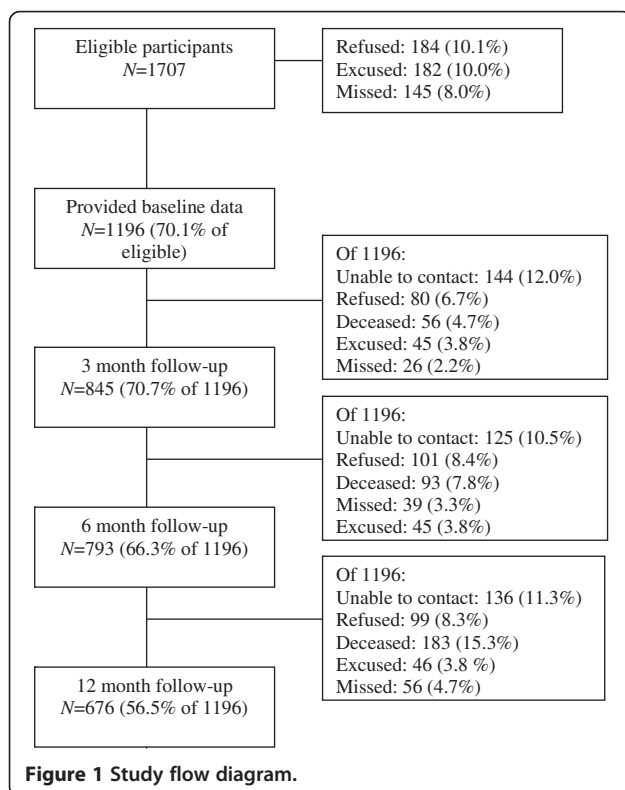 Eligible participants
N=1707
Refused: 184 (10.1%)
Excused: 182 (10.0%)
Missed: 145 (8.0%)
Provided baseline data
N=1196 (70.1% of
eligible)
Of 1196:
Unable to contact: 144 (12.0%)
Refused: 80 (6.7%)
Deceased: 56 (4.7%)
Excused: 45 (3.8%)
Missed: 26 (2.2%)
3 month follow-up
N=845 (70.7% of 1196)
Of 1196:
Unable to contact: 125 (10.5%)
Refused: 101 (8.4%)
Deceased: 93 (7.8%)
Missed: 39 (3.3%)
Excused: 45 (3.8%)
6 month follow-up
N=793 (66.3% of 1196)
Of 1196:
Unable to contact: 136 (11.3%)
Refused: 99 (8.3%)
Deceased: 183 (15.3%)
Excused: 46 (3.8 %)
Missed: 56 (4.7%)
12 month follow-up
N=676 (56.5% of 1196)
Figure 1 Study flow diagram.